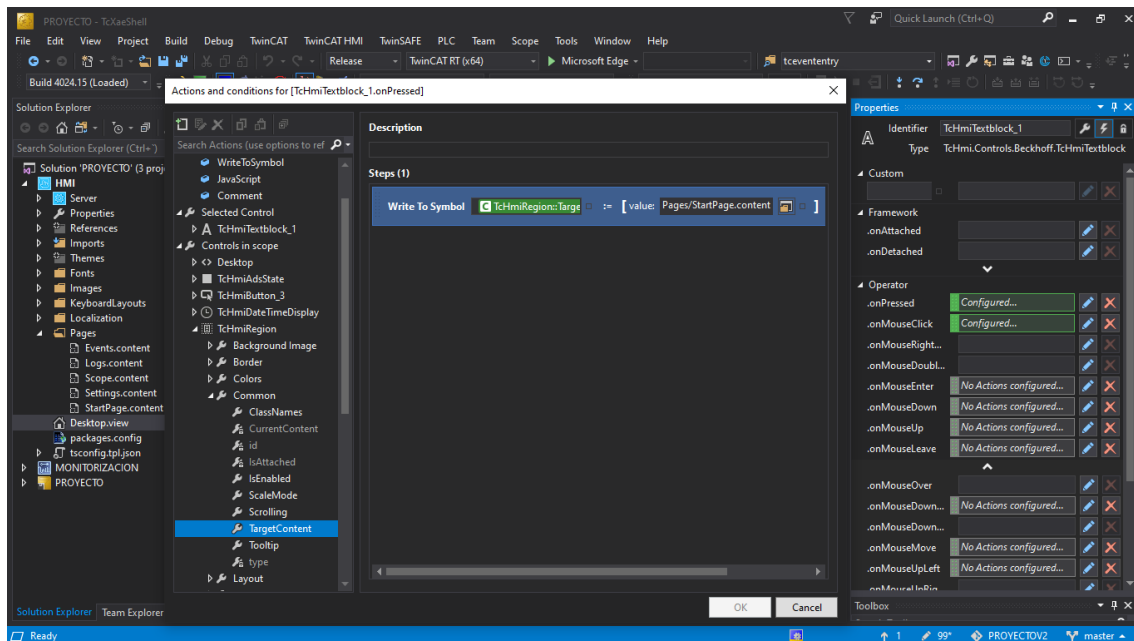 PROYECTO - TcXaeShell
Quick Launch (Ctrl+Q)
File Edit View Project Build Debug TwinCAT TwinCAT HMI TwinSAFE PLC Team Scope Tools Window Help
Release TwinCAT RT (x64) Microsoft Edge tcevententry
Build 4024.15 (Loaded)
Solution Explorer
Search Solution Explorer (Ctrl+´)
Solution 'PROYECTO' (3 proj
HMI
Server
Properties
References
Imports
Themes
Fonts
Images
KeyboardLayouts
Localization
Pages
Events.content
Logs.content
Scope.content
Settings.content
StartPage.content
Desktop.view
packages.config
tsconfig.tpl.json
MONITORIZACION
PROYECTO
Solution Explorer Team Explorer
Actions and conditions for [TcHmiTextblock_1.onPressed]
Search Actions (use options to ref
WriteToSymbol
JavaScript
Comment
Selected Control
TcHmiTextblock_1
Controls in scope
Desktop
TcHmiAdsState
TcHmiButton_3
TcHmiDateTimeDisplay
TcHmiRegion
Background Image
Border
Colors
Common
ClassNames
CurrentContent
id
IsAttached
IsEnabled
ScaleMode
Scrolling
TargetContent
Tooltip
type
Layout
Description
Steps (1)
Write To Symbol C TcHmiRegion::Targe := [ value: Pages/StartPage.content ]
OK Cancel
Properties
Identifier TcHmiTextblock_1
Type TcHmi.Controls.Beckhoff.TcHmiTextblock
Custom
Framework
.onAttached
.onDetached
Operator
.onPressed Configured...
.onMouseClick Configured...
.onMouseRight...
.onMouseDoubl...
.onMouseEnter No Actions configured...
.onMouseDown No Actions configured...
.onMouseUp No Actions configured...
.onMouseLeave No Actions configured...
.onMouseOver
.onMouseDown... No Actions configured...
.onMouseDown...
.onMouseMove No Actions configured...
.onMouseUpLeft No Actions configured...
.onMouseUpRig
Toolbox
Ready 1 99* PROYECTOV2 master